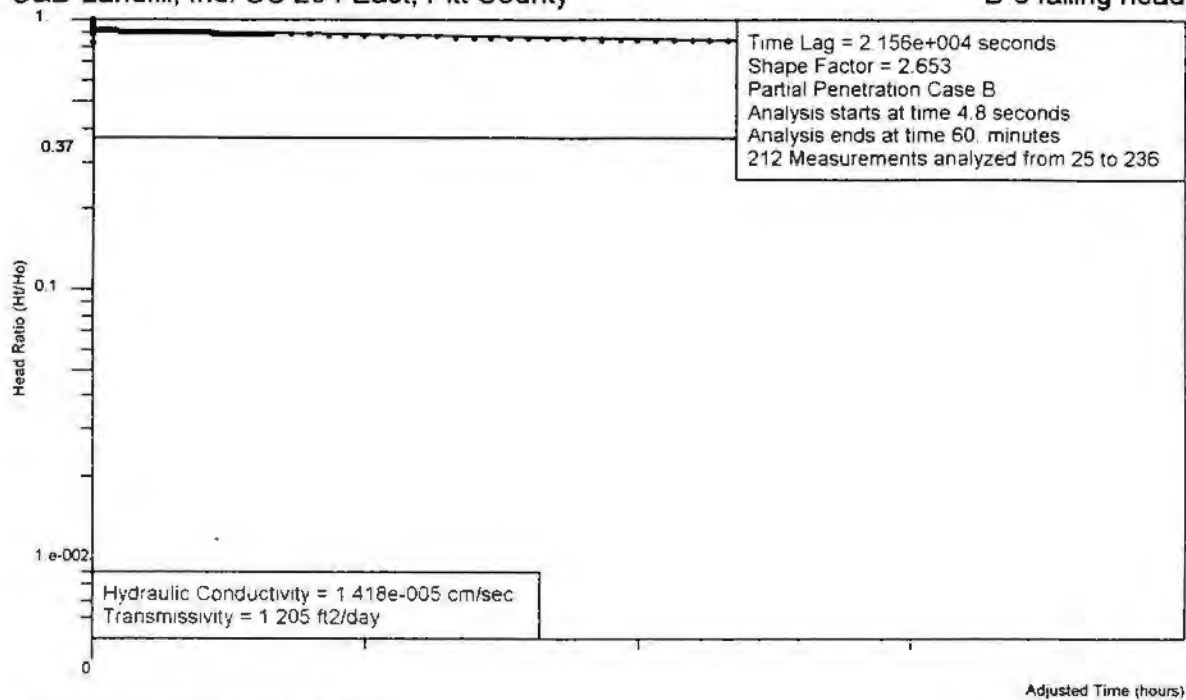 1
Time Lag = 2.156e+004 seconds
Shape Factor = 2.653
Partial Penetration Case B
Analysis starts at time 4.8 seconds
Analysis ends at time 60. minutes
212 Measurements analyzed from 25 to 236
0.37
Head Ratio (Ht/Ho)
0.1
1.e-002
Hydraulic Conductivity = 1.418e-005 cm/sec
Transmissivity = 1.205 ft2/day
0
Adjusted Time (hours)